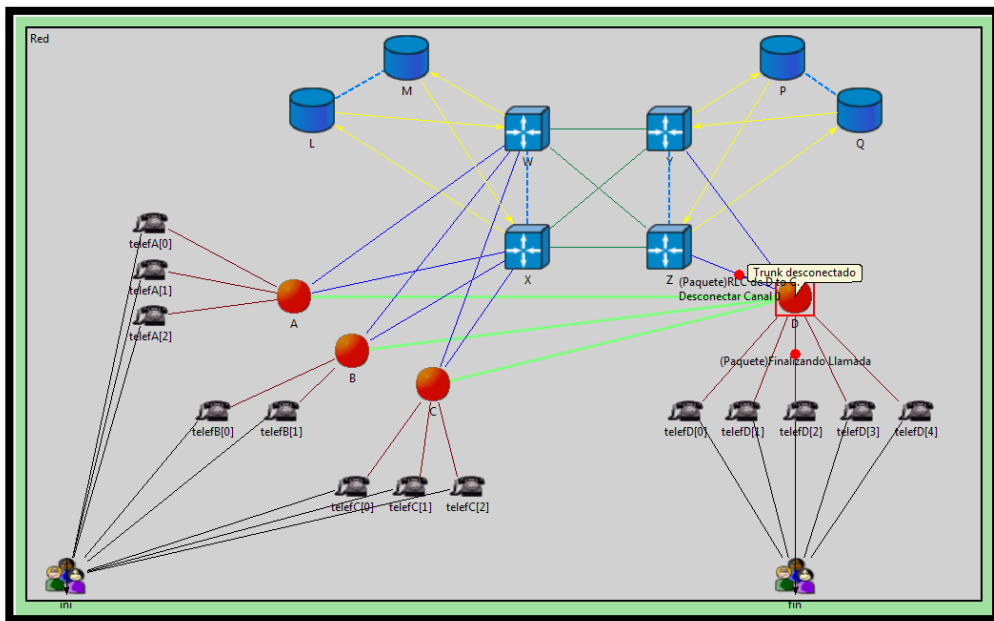 Red
M
P
L
Q
W
Y
telefA[0]
X
Z
Trunk desconectado
telefA[1]
(Paquete)RLC de D to C,
Desconectar Canal 0
telefA[2]
A
D
(Paquete)Finalizando Llamada
B
C
telefB[0]
telefB[1]
telefD[0]
telefD[1]
telefD[2]
telefD[3]
telefD[4]
telefC[0]
telefC[1]
telefC[2]
ini
fin